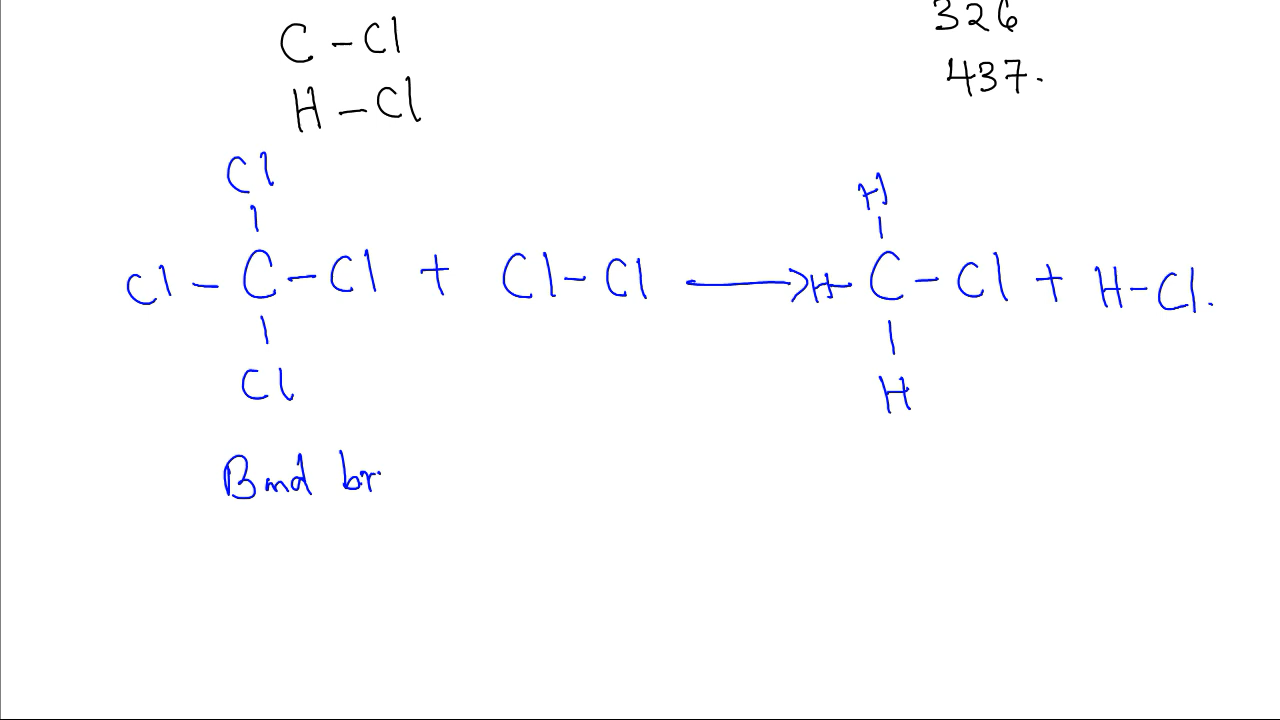 C – Cl 326
H – Cl 437.
Cl H
Cl – C – Cl + Cl – Cl ⟶ H – C – Cl + H – Cl.
Cl H
Bond br